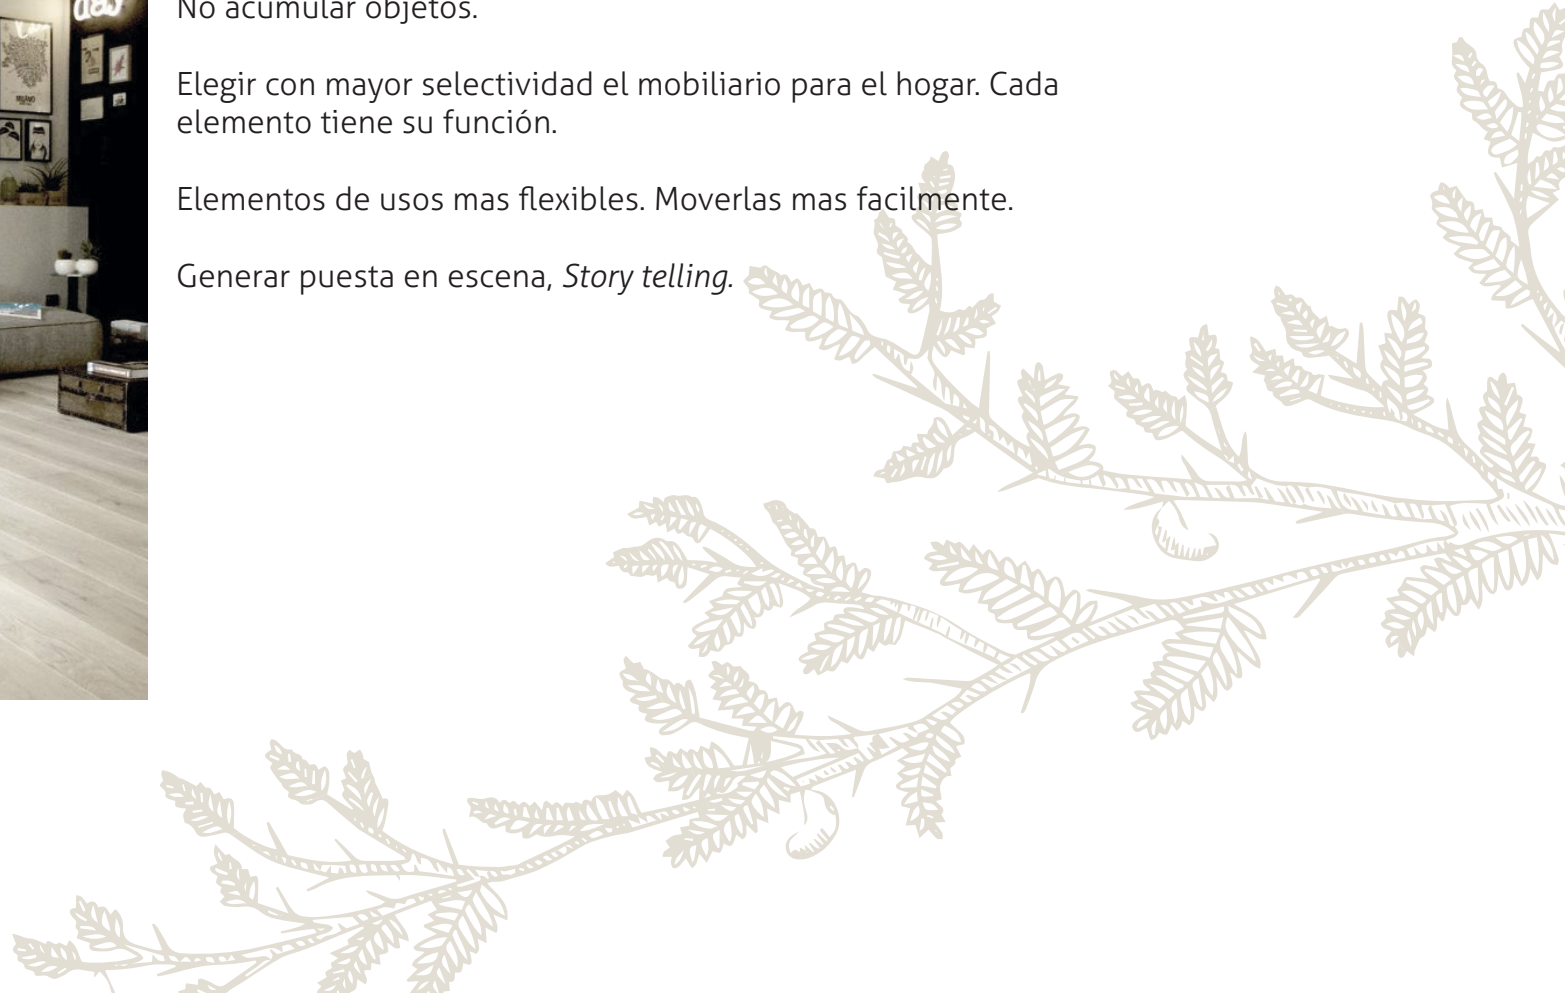 No acumular objetos.
Elegir con mayor selectividad el mobiliario para el hogar. Cada
elemento tiene su función.
Elementos de usos mas flexibles. Moverlas mas facilmente.
Generar puesta en escena, Story telling.